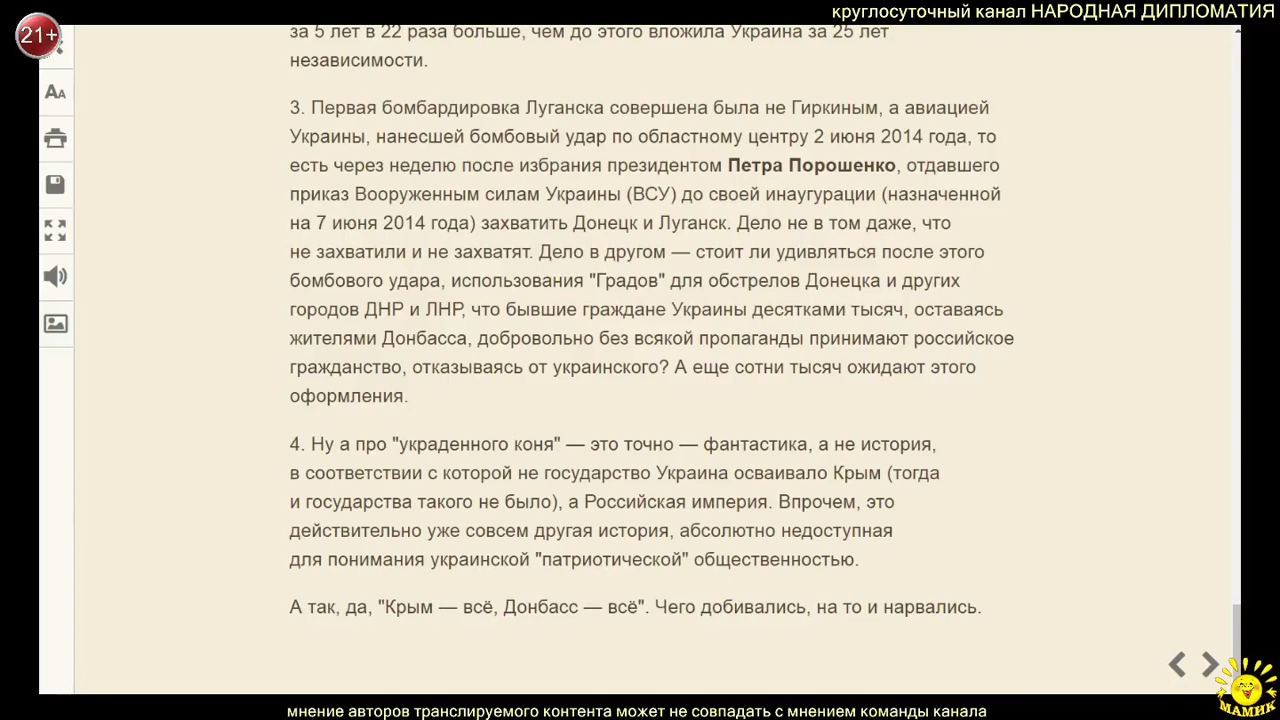 круглосуточный канал НАРОДНАЯ ДИПЛОМАТИЯ
21+
за 5 лет в 22 раза больше, чем до этого вложила Украина за 25 лет
независимости.
3. Первая бомбардировка Луганска совершена была не Гиркиным, а авиацией
Украины, нанесшей бомбовый удар по областному центру 2 июня 2014 года, то
есть через неделю после избрания президентом Петра Порошенко, отдавшего
приказ Вооруженным силам Украины (ВСУ) до своей инаугурации (назначенной
на 7 июня 2014 года) захватить Донецк и Луганск. Дело не в том даже, что
не захватили и не захватят. Дело в другом — стоит ли удивляться после этого
бомбового удара, использования "Градов" для обстрелов Донецка и других
городов ДНР и ЛНР, что бывшие граждане Украины десятками тысяч, оставаясь
жителями Донбасса, добровольно без всякой пропаганды принимают российское
гражданство, отказываясь от украинского? А еще сотни тысяч ожидают этого
оформления.
4. Ну а про "украденного коня" — это точно — фантастика, а не история,
в соответствии с которой не государство Украина осваивало Крым (тогда
и государства такого не было), а Российская империя. Впрочем, это
действительно уже совсем другая история, абсолютно недоступная
для понимания украинской "патриотической" общественностью.
А так, да, "Крым — всё, Донбасс — всё". Чего добивались, на то и нарвались.
МАМИК
мнение авторов транслируемого контента может не совпадать с мнением команды канала